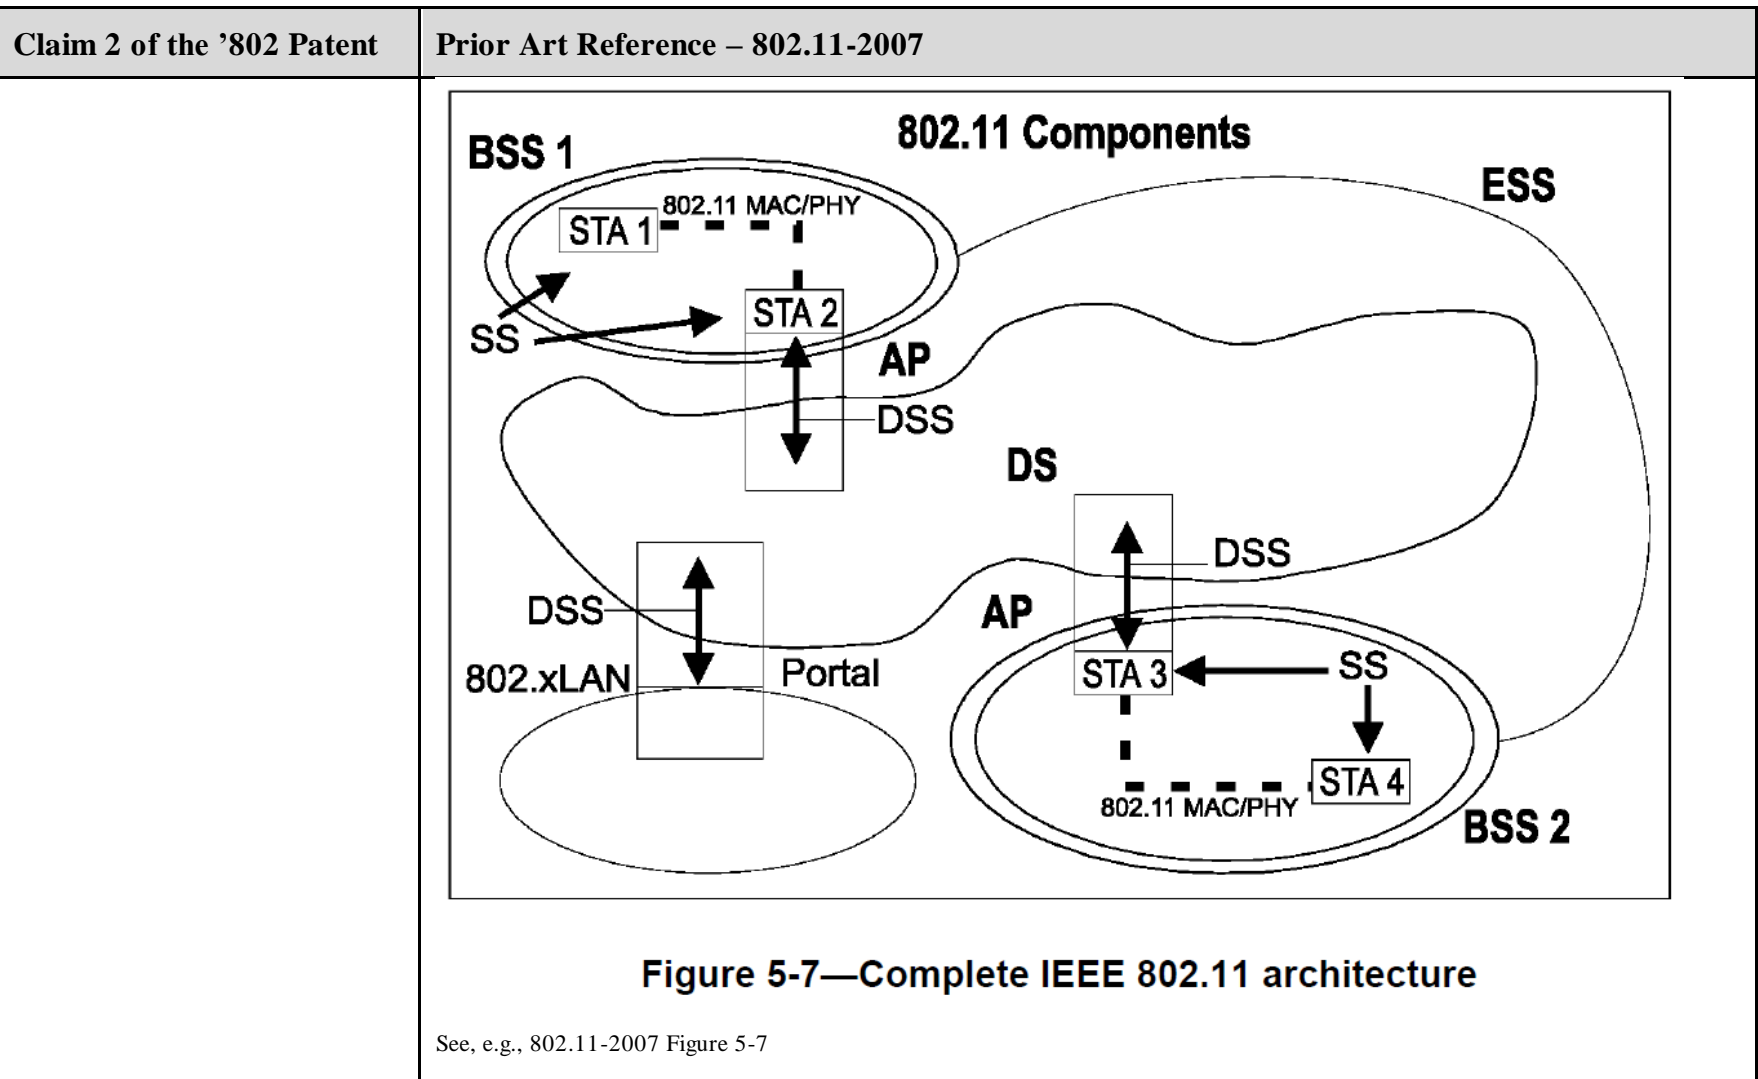 Claim 2 of the ’802 Patent
Prior Art Reference – 802.11-2007
802.11 Components
BSS 1
ESS
802.11 MAC/PHY
STA 1
STA 2
SS
AP
DSS
DS
DSS
DSS
AP
802.xLAN
Portal
STA 3
SS
STA 4
802.11 MAC/PHY
BSS 2
Figure 5-7—Complete IEEE 802.11 architecture
See, e.g., 802.11-2007 Figure 5-7